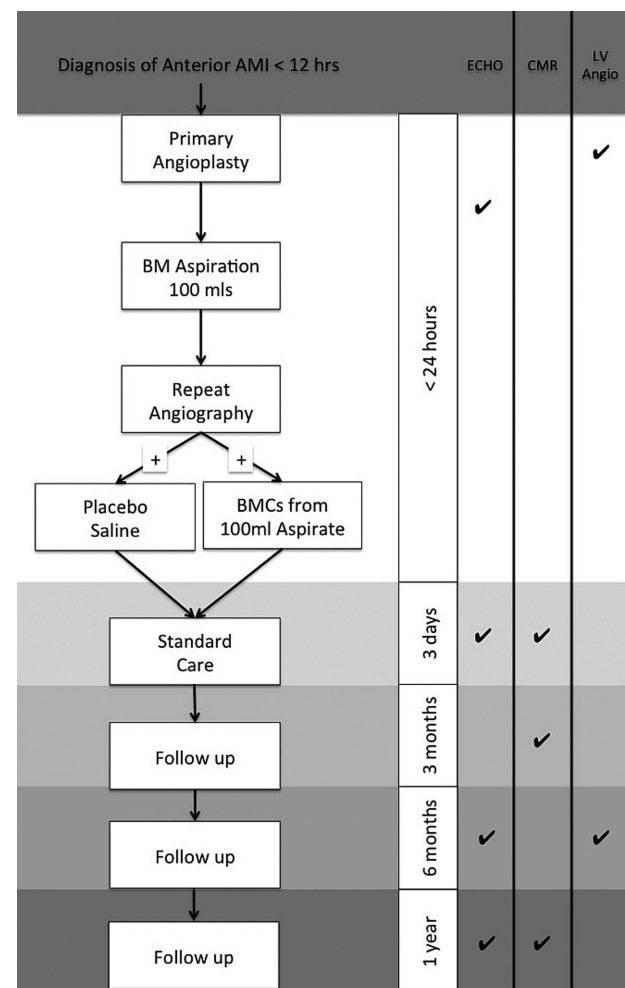 Diagnosis of Anterior AMI < 12 hrs
ECHO
CMR
LV
Angio
Primary
Angioplasty
✔
✔
BM Aspiration
100 mls
< 24 hours
Repeat
Angiography
+
+
Placebo
Saline
BMCs from
100ml Aspirate
Standard
Care
3 days
✔
✔
Follow up
3 months
✔
Follow up
6 months
✔
✔
Follow up
1 year
✔
✔